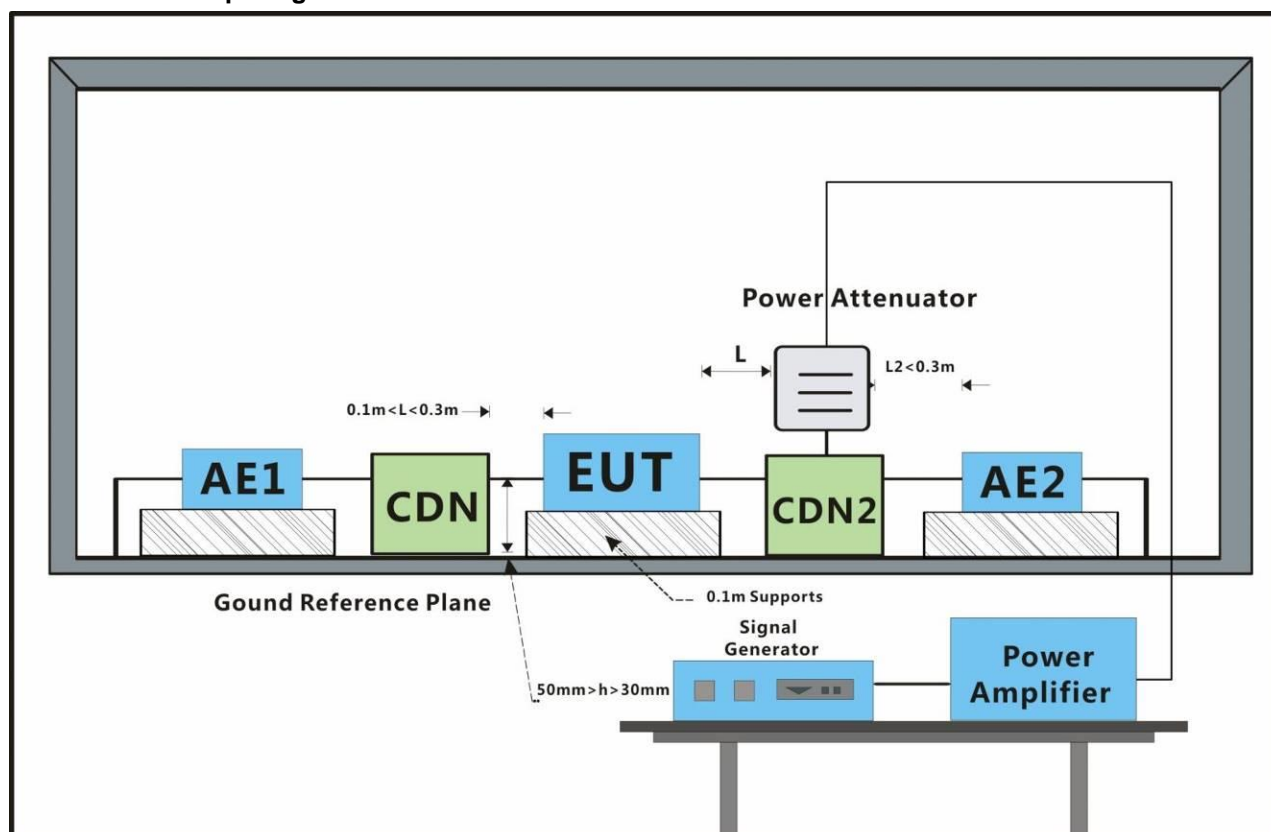 Power Attenuator
L
L2<0.3m
0.1m<L<0.3m
AE1
CDN
EUT
CDN2
AE2
Gound Reference Plane
0.1m Supports
Signal
Generator
Power
Amplifier
50mm>h>30mm